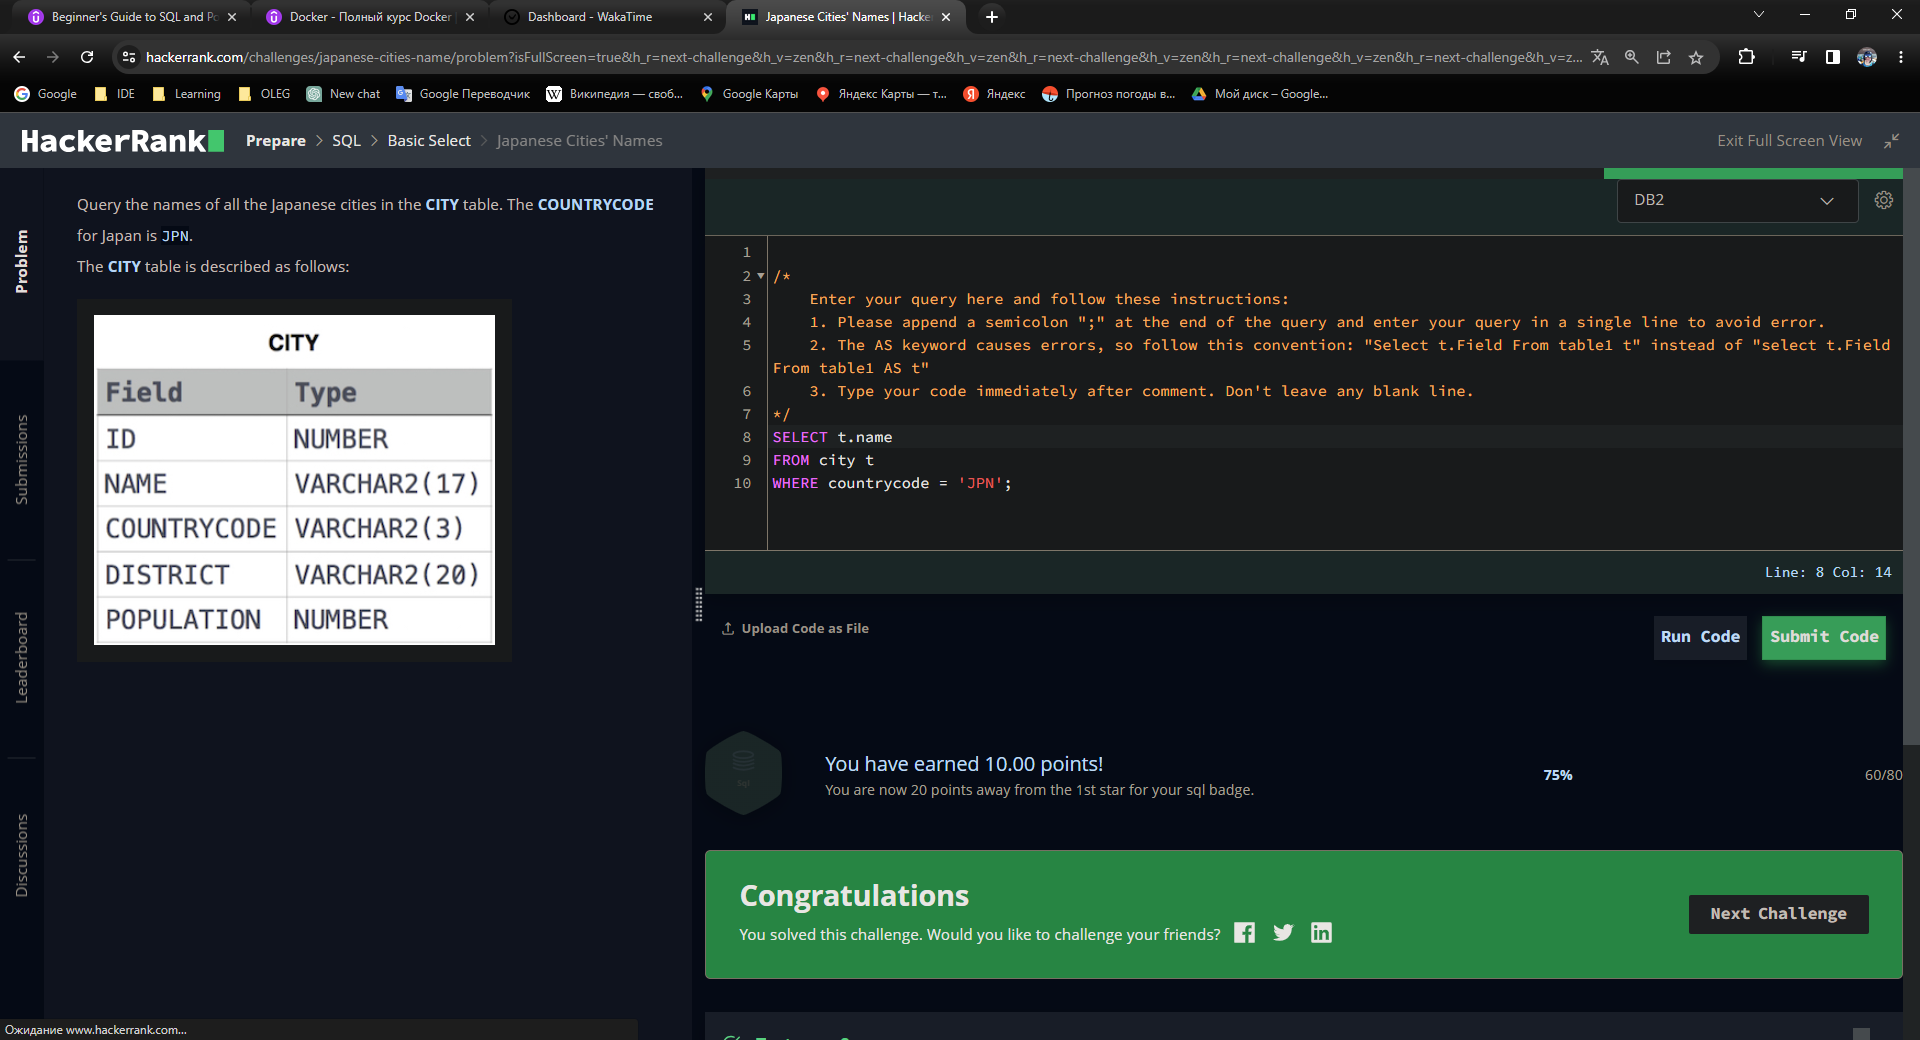 Beginner's Guide to SQL and Po
Docker - Полный курс Docker
Dashboard - WakaTime
Japanese Cities' Names | Hacke
hackerrank.com/challenges/japanese-cities-name/problem?isFullScreen=true&h_r=next-challenge&h_v=zen&h_r=next-challenge&h_v=zen&h_r=next-challenge&h_v=zen&h_r=next-challenge&h_v=zen&h_r=next-challenge&h_v=zen&h_r=next-challenge&h_v=z...
Google IDE Learning OLEG New chat Google Переводчик Википедия — своб... Google Карты Яндекс Карты — т... Яндекс Прогноз погоды в... Мой диск – Google...
HackerRank Prepare > SQL > Basic Select > Japanese Cities' Names Exit Full Screen View
Problem
Submissions
Leaderboard
Discussions
Query the names of all the Japanese cities in the CITY table. The COUNTRYCODE
for Japan is JPN.
The CITY table is described as follows:
CITY
Field Type
ID NUMBER
NAME VARCHAR2(17)
COUNTRYCODE VARCHAR2(3)
DISTRICT VARCHAR2(20)
POPULATION NUMBER
DB2
1
2 /*
3 Enter your query here and follow these instructions:
4 1. Please append a semicolon ";" at the end of the query and enter your query in a single line to avoid error.
5 2. The AS keyword causes errors, so follow this convention: "Select t.Field From table1 t" instead of "select t.Field
From table1 AS t"
6 3. Type your code immediately after comment. Don't leave any blank line.
7 */
8 SELECT t.name
9 FROM city t
10 WHERE countrycode = 'JPN';
Line: 8 Col: 14
Upload Code as File
Run Code
Submit Code
You have earned 10.00 points!
You are now 20 points away from the 1st star for your sql badge.
75%
60/80
Congratulations
You solved this challenge. Would you like to challenge your friends?
Next Challenge
Ожидание www.hackerrank.com...